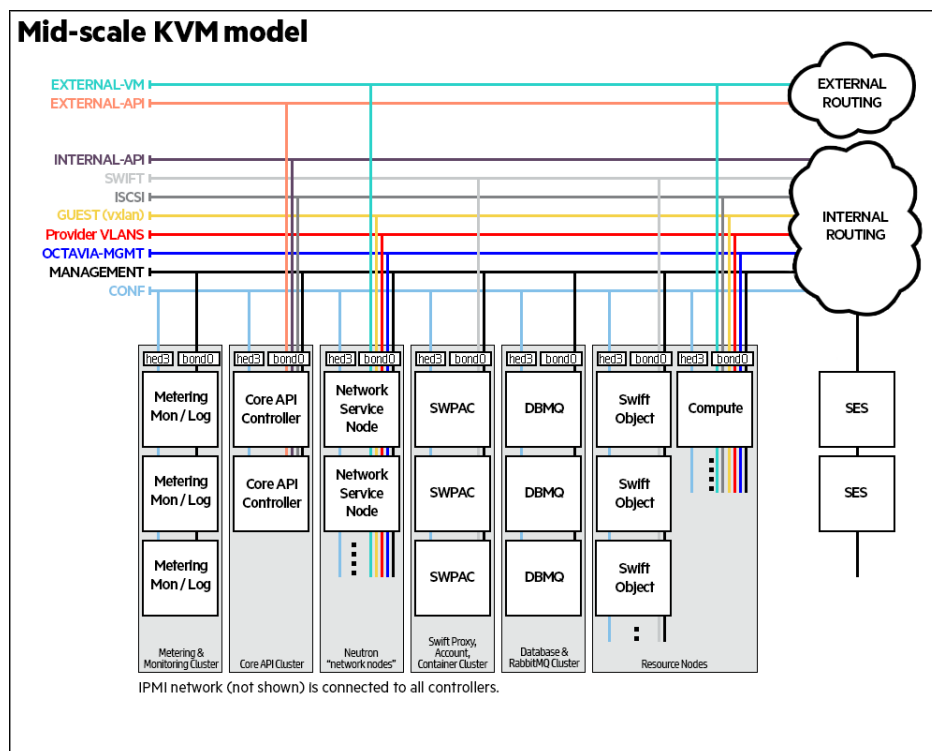 Mid-scale KVM model
EXTERNAL-VM
EXTERNAL-API
EXTERNAL
ROUTING
INTERNAL-API
SWIFT
ISCSI
GUEST (vxlan)
Provider VLANS
OCTAVIA-MGMT
MANAGEMENT
CONF
INTERNAL
ROUTING
hed3 bond0 hed3 bond0 hed3 bond0 hed3 bond0 hed3 bond0 hed3 bond0 hed3 bond0
Metering
Mon / Log
Core API
Controller
Network
Service
Node
SWPAC
DBMQ
Swift
Object
Compute
SES
Metering
Mon / Log
Core API
Controller
Network
Service
Node
SWPAC
DBMQ
Swift
Object
SES
Metering
Mon / Log
SWPAC
DBMQ
Swift
Object
Metering &
Monitoring Cluster
Core API Cluster
Neutron
"network nodes"
Swift Proxy,
Account,
Container Cluster
Database &
RabbitMQ Cluster
Resource Nodes
IPMI network (not shown) is connected to all controllers.